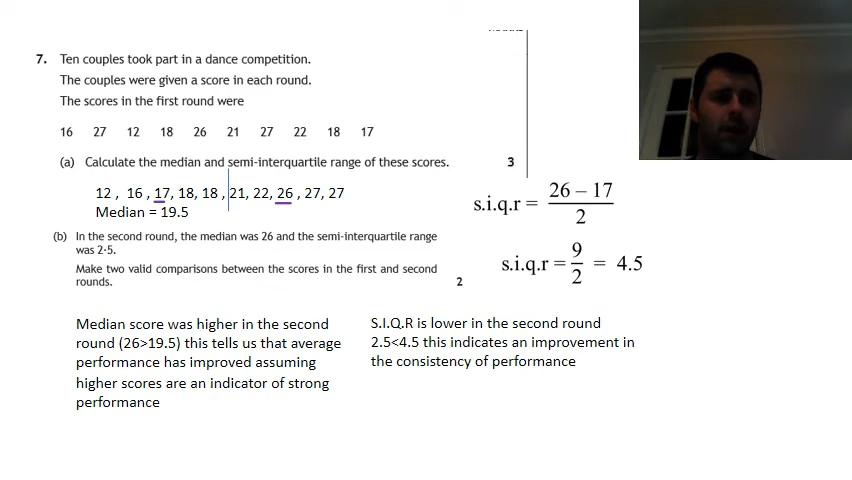 7. Ten couples took part in a dance competition.
The couples were given a score in each round.
The scores in the first round were
16 27 12 18 26 21 27 22 18 17
(a) Calculate the median and semi-interquartile range of these scores. 3
12 , 16 , 17, 18, 18 , 21, 22, 26 , 27, 27
Median = 19.5
s.i.q.r = 26 – 17 / 2
s.i.q.r = 9 / 2 = 4.5
(b) In the second round, the median was 26 and the semi-interquartile range
was 2·5.
Make two valid comparisons between the scores in the first and second
rounds. 2
Median score was higher in the second
round (26>19.5) this tells us that average
performance has improved assuming
higher scores are an indicator of strong
performance
S.I.Q.R is lower in the second round
2.5<4.5 this indicates an improvement in
the consistency of performance